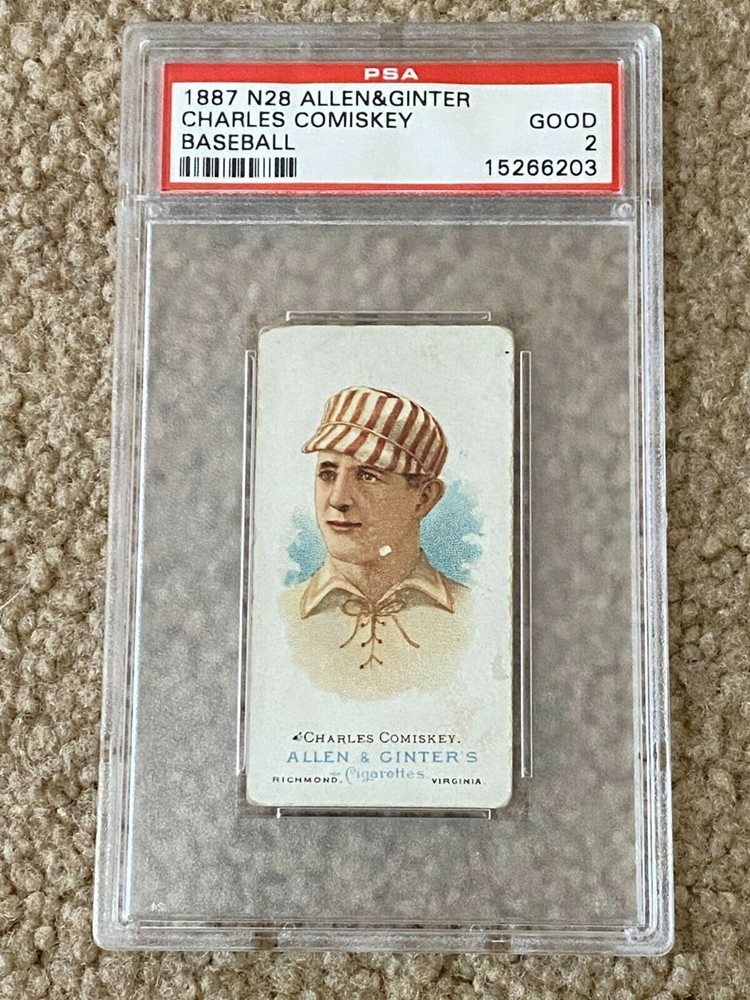 PSA
1887 N28 ALLEN&GINTER
CHARLES COMISKEY GOOD
BASEBALL 2
15266203
CHARLES COMISKEY.
ALLEN & GINTER'S
Cigarettes
RICHMOND, VIRGINIA.